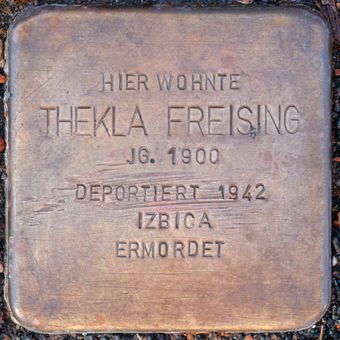 HIER WOHNTE
THEKLA FREISING
JG. 1900
DEPORTIERT 1942
IZBICA
ERMORDET